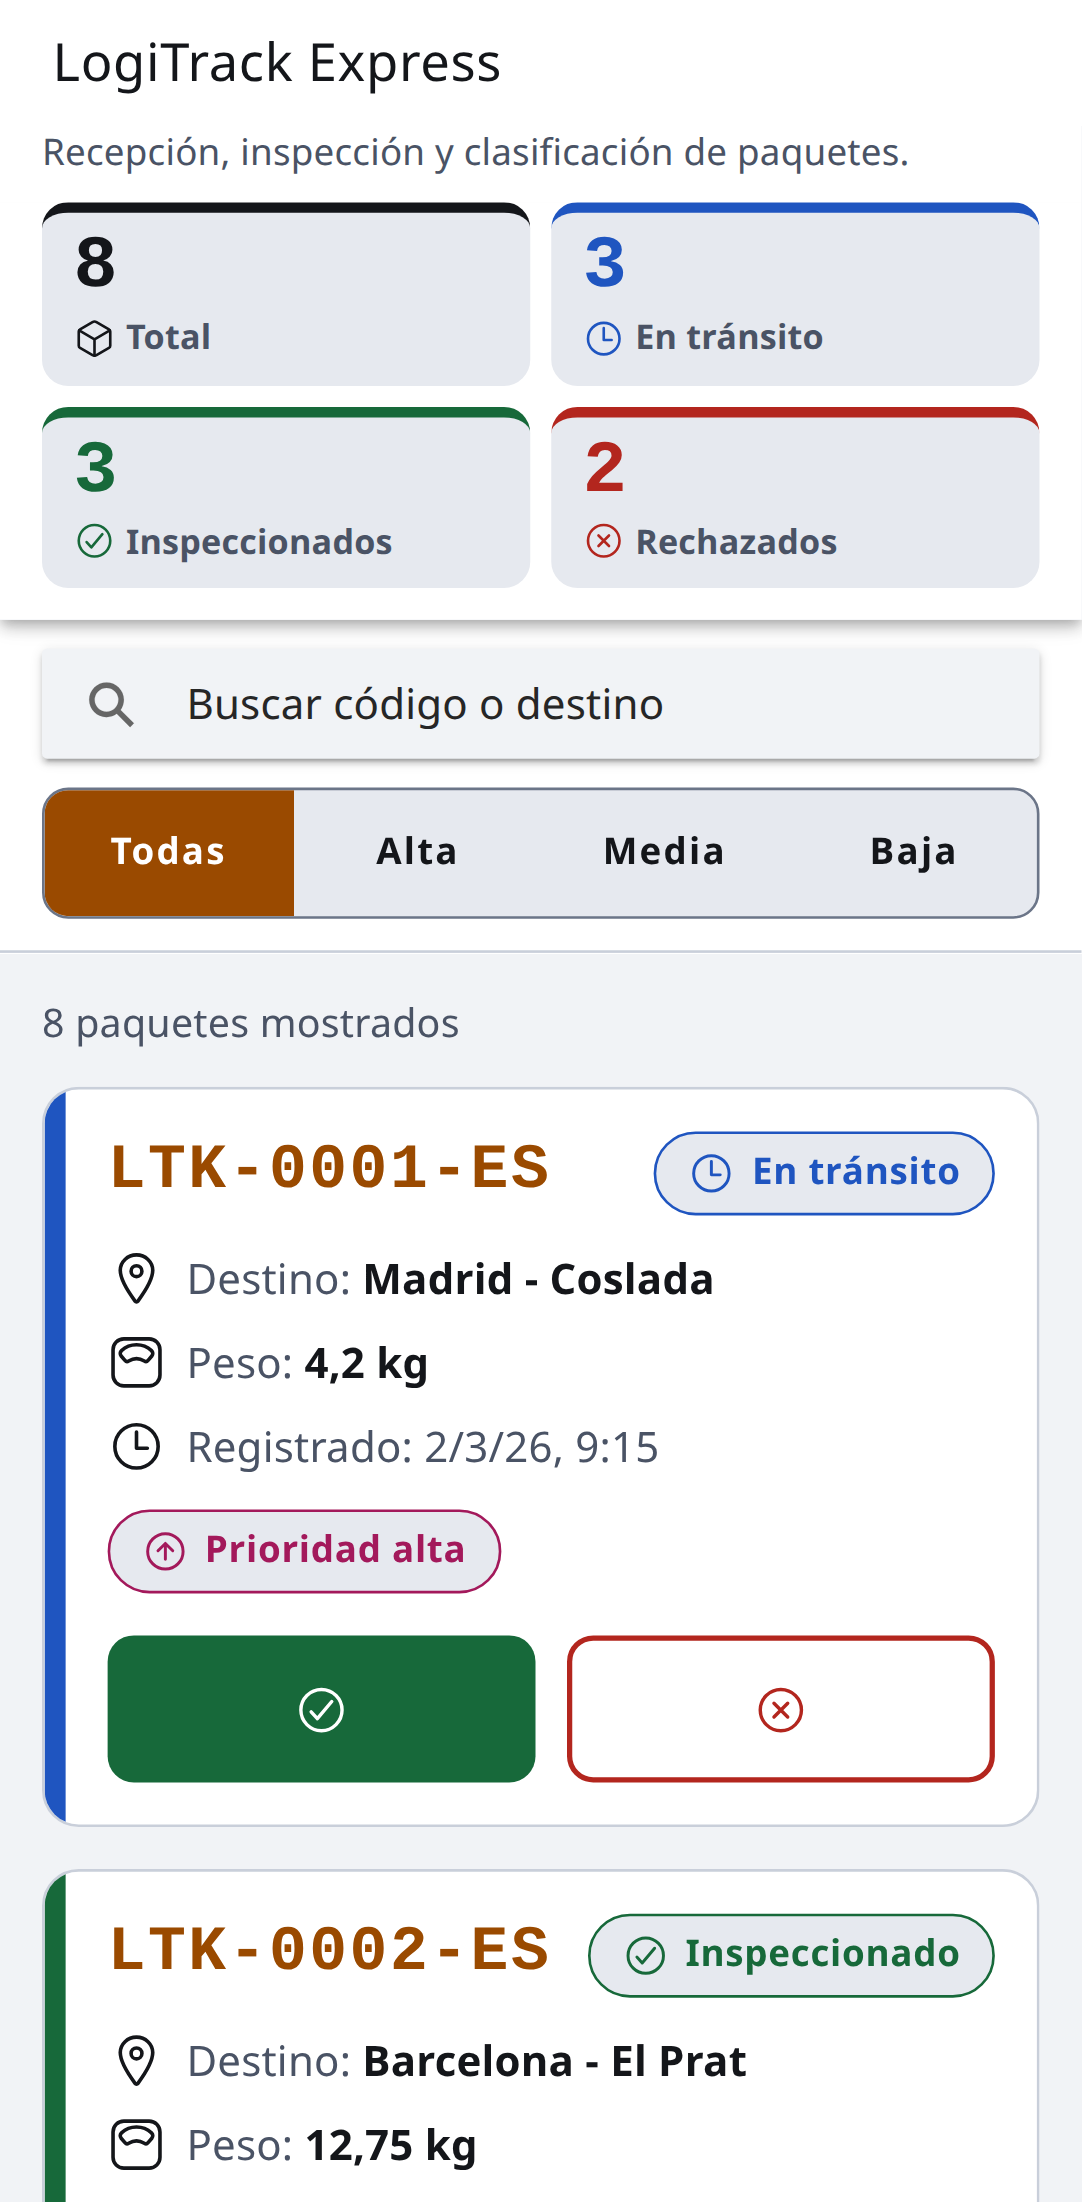 LogiTrack Express
Recepción, inspección y clasificación de paquetes.
8
Total
3
En tránsito
3
Inspeccionados
2
Rechazados
Buscar código o destino
Todas
Alta
Media
Baja
8 paquetes mostrados
LTK-0001-ES
En tránsito
Destino: Madrid - Coslada
Peso: 4,2 kg
Registrado: 2/3/26, 9:15
Prioridad alta
LTK-0002-ES
Inspeccionado
Destino: Barcelona - El Prat
Peso: 12,75 kg